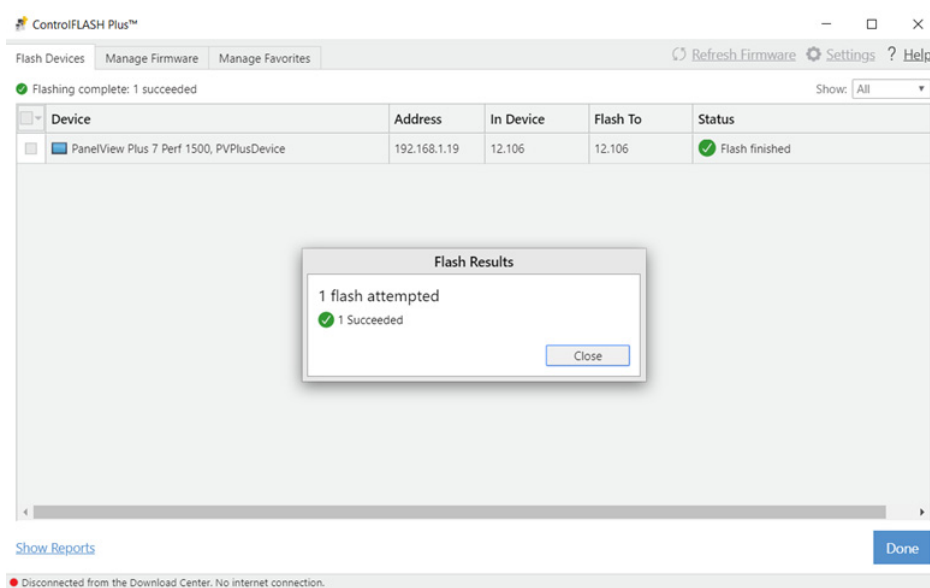 ControlFLASH Plus™
Flash Devices Manage Firmware Manage Favorites Refresh Firmware Settings ? Help
Flashing complete: 1 succeeded Show: All
Device Address In Device Flash To Status
PanelView Plus 7 Perf 1500, PVPlusDevice 192.168.1.19 12.106 12.106 Flash finished
Flash Results
1 flash attempted
1 Succeeded
Close
Show Reports Done
Disconnected from the Download Center. No internet connection.